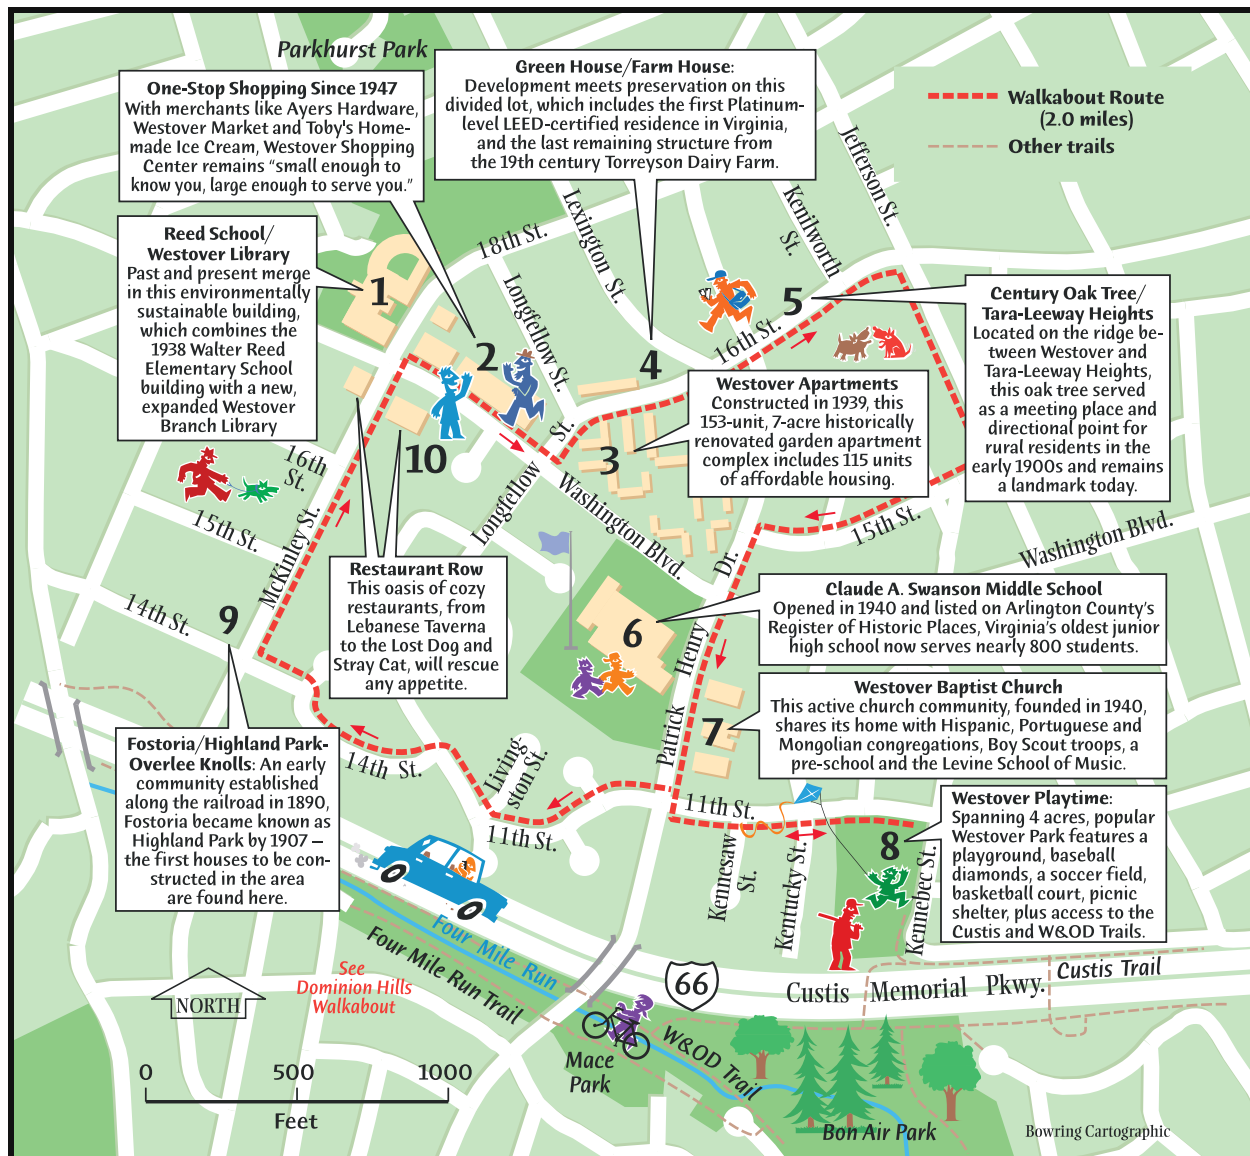 Parkhurst Park
One-Stop Shopping Since 1947
With merchants like Ayers Hardware,
Westover Market and Toby's Home-
made Ice Cream, Westover Shopping
Center remains “small enough to
know you, large enough to serve you.”
Green House/Farm House:
Development meets preservation on this
divided lot, which includes the first Platinum-
level LEED-certified residence in Virginia,
and the last remaining structure from
the 19th century Torreyson Dairy Farm.
Walkabout Route
(2.0 miles)
Other trails
Reed School/
Westover Library
Past and present merge
in this environmentally
sustainable building,
which combines the
1938 Walter Reed
Elementary School
building with a new,
expanded Westover
Branch Library
18th St.
Lexington St.
Kenilworth
St.
Jefferson St.
Longfellow St.
16th St.
1
2
3
4
5
Century Oak Tree/
Tara-Leeway Heights
Located on the ridge be-
tween Westover and
Tara-Leeway Heights,
this oak tree served
as a meeting place and
directional point for
rural residents in the
early 1900s and remains
a landmark today.
Westover Apartments
Constructed in 1939, this
153-unit, 7-acre historically
renovated garden apartment
complex includes 115 units
of affordable housing.
10
16th
St.
15th St.
14th St.
McKinley St.
Longfellow
St.
Washington Blvd.
15th St.
Washington Blvd.
Restaurant Row
This oasis of cozy
restaurants, from
Lebanese Taverna
to the Lost Dog and
Stray Cat, will rescue
any appetite.
Patrick
Henry
Dr.
6
Claude A. Swanson Middle School
Opened in 1940 and listed on Arlington County’s
Register of Historic Places, Virginia’s oldest junior
high school now serves nearly 800 students.
9
7
Westover Baptist Church
This active church community, founded in 1940,
shares its home with Hispanic, Portuguese and
Mongolian congregations, Boy Scout troops, a
pre-school and the Levine School of Music.
Fostoria/Highland Park-
Overlee Knolls: An early
community established
along the railroad in 1890,
Fostoria became known as
Highland Park by 1907 –
the first houses to be con-
structed in the area
are found here.
14th St.
Living-
ston St.
11th St.
11th St.
Kennesaw
St.
Kentucky St.
Kennebec St.
8
Westover Playtime:
Spanning 4 acres, popular
Westover Park features a
playground, baseball
diamonds, a soccer field,
basketball court, picnic
shelter, plus access to the
Custis and W&OD Trails.
Four Mile Run
Four Mile Run Trail
See
Dominion Hills
Walkabout
NORTH
66
Custis Memorial Pkwy.
Custis Trail
W&OD Trail
Mace
Park
Bon Air Park
0 500 1000
Feet
Bowring Cartographic